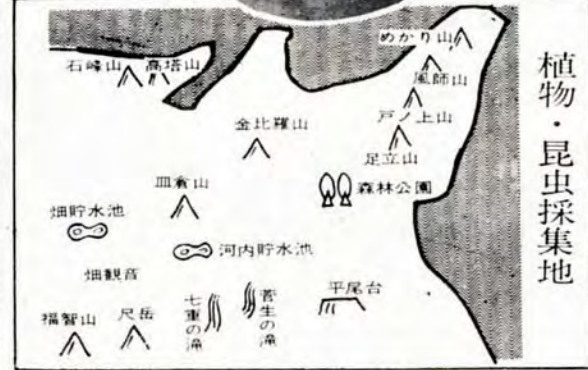 植物・昆虫採集地
めかり山
風師山
戸ノ上山
足立山
石峰山
高塔山
金比羅山
森林公園
皿倉山
畑貯水池
河内貯水池
畑観音
福智山
尺岳
七重の滝
菅生の滝
平尾台